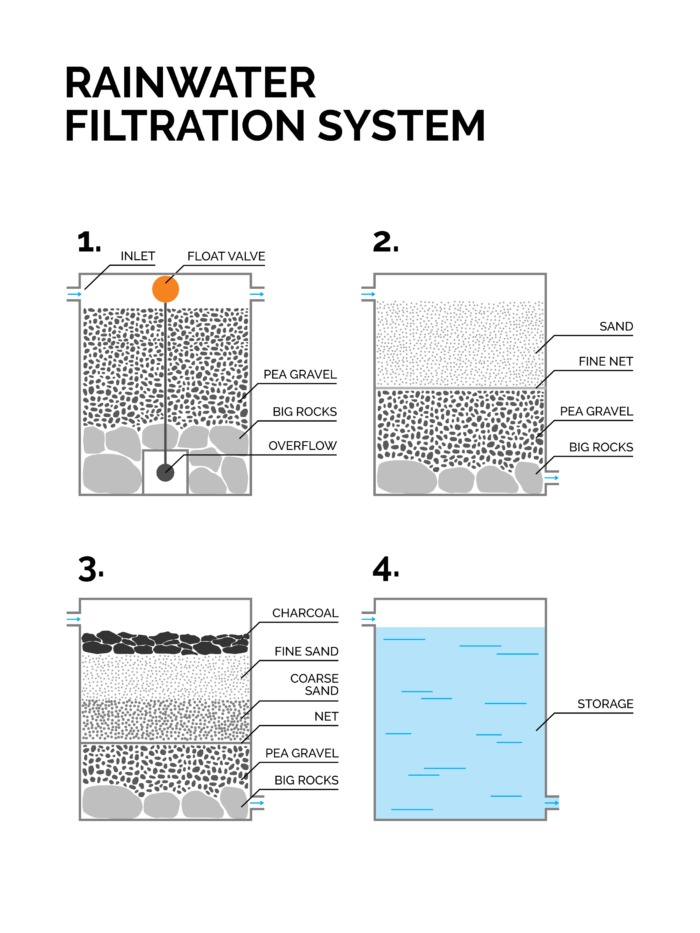 RAINWATER
FILTRATION SYSTEM
1.
INLET
FLOAT VALVE
PEA GRAVEL
BIG ROCKS
OVERFLOW
2.
SAND
FINE NET
PEA GRAVEL
BIG ROCKS
3.
CHARCOAL
FINE SAND
COARSE
SAND
NET
PEA GRAVEL
BIG ROCKS
4.
STORAGE